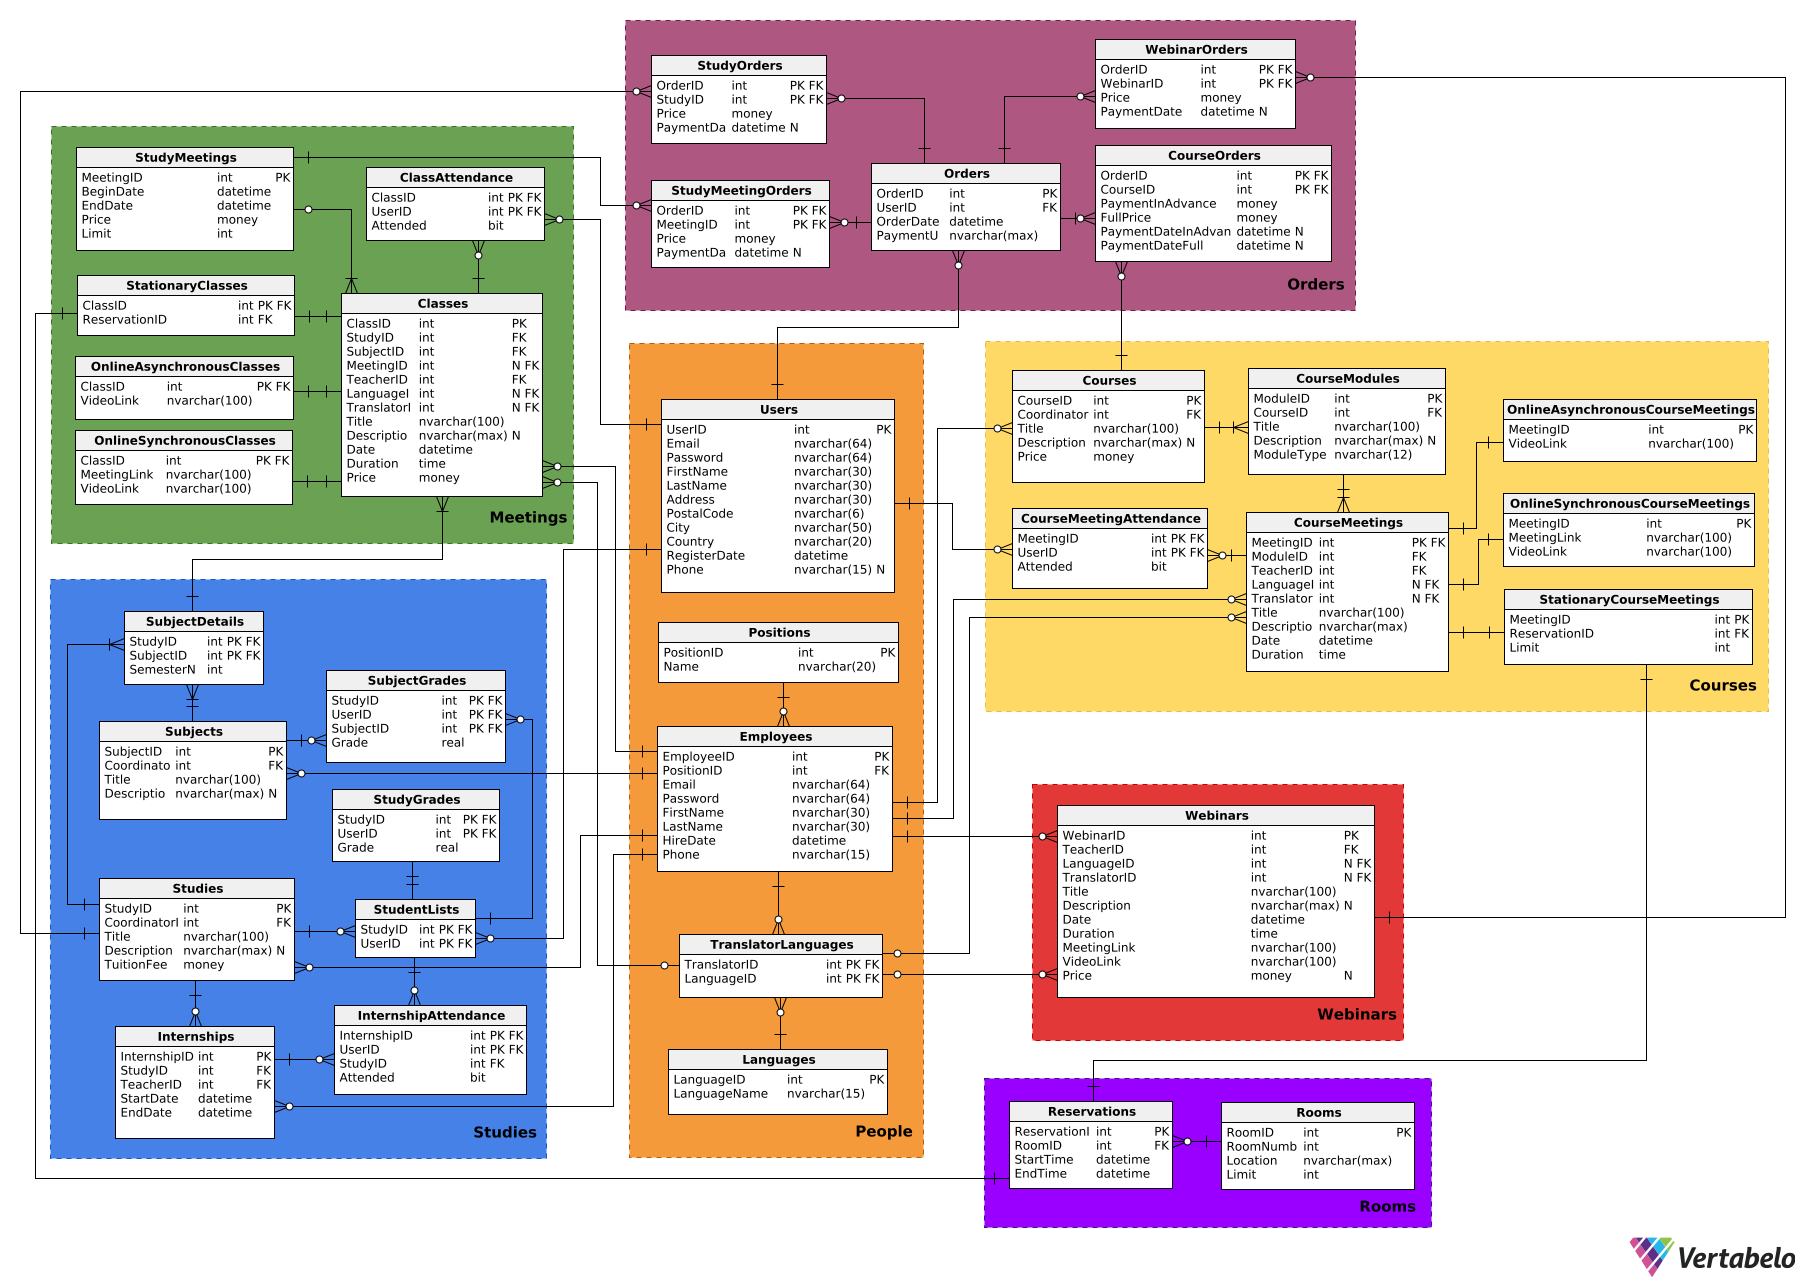 StudyOrders
OrderID int PK FK
StudyID int PK FK
Price money
PaymentDa datetime N
WebinarOrders
OrderID int PK FK
WebinarID int PK FK
Price money
PaymentDate datetime N
StudyMeetingOrders
OrderID int PK FK
MeetingID int PK FK
Price money
PaymentDa datetime N
Orders
OrderID int PK
UserID int FK
OrderDate datetime
PaymentU nvarchar(max)
CourseOrders
OrderID int PK FK
CourseID int PK FK
PaymentInAdvance money
FullPrice money
PaymentDateInAdvan datetime N
PaymentDateFull datetime N
Orders
StudyMeetings
MeetingID int PK
BeginDate datetime
EndDate datetime
Price money
Limit int
ClassAttendance
ClassID int PK FK
UserID int PK FK
Attended bit
StationaryClasses
ClassID int PK FK
ReservationID int FK
OnlineAsynchronousClasses
ClassID int PK FK
VideoLink nvarchar(100)
OnlineSynchronousClasses
ClassID int PK FK
MeetingLink nvarchar(100)
VideoLink nvarchar(100)
Classes
ClassID int PK
StudyID int FK
SubjectID int FK
MeetingID int N FK
TeacherID int FK
LanguageI int N FK
TranslatorI int N FK
Title nvarchar(100)
Descriptio nvarchar(max) N
Date datetime
Duration time
Price money
Meetings
Users
UserID int PK
Email nvarchar(64)
Password nvarchar(64)
FirstName nvarchar(30)
LastName nvarchar(30)
Address nvarchar(30)
PostalCode nvarchar(6)
City nvarchar(50)
Country nvarchar(20)
RegisterDate datetime
Phone nvarchar(15) N
Positions
PositionID int PK
Name nvarchar(20)
Employees
EmployeeID int PK
PositionID int FK
Email nvarchar(64)
Password nvarchar(64)
FirstName nvarchar(30)
LastName nvarchar(30)
HireDate datetime
Phone nvarchar(15)
TranslatorLanguages
TranslatorID int PK FK
LanguageID int PK FK
Languages
LanguageID int PK
LanguageName nvarchar(15)
People
Courses
CourseID int PK
Coordinator int FK
Title nvarchar(100)
Description nvarchar(max) N
Price money
CourseModules
ModuleID int PK
CourseID int FK
Title nvarchar(100)
Description nvarchar(max) N
ModuleType nvarchar(12)
OnlineAsynchronousCourseMeetings
MeetingID int PK
VideoLink nvarchar(100)
CourseMeetingAttendance
MeetingID int PK FK
UserID int PK FK
Attended bit
CourseMeetings
MeetingID int PK FK
ModuleID int FK
TeacherID int FK
LanguageI int N FK
Translator int N FK
Title nvarchar(100)
Descriptio nvarchar(max)
Date datetime
Duration time
OnlineSynchronousCourseMeetings
MeetingID int PK
MeetingLink nvarchar(100)
VideoLink nvarchar(100)
StationaryCourseMeetings
MeetingID int PK
ReservationID int FK
Limit int
Courses
SubjectDetails
StudyID int PK FK
SubjectID int PK FK
SemesterN int
SubjectGrades
StudyID int PK FK
UserID int PK FK
SubjectID int PK FK
Grade real
Subjects
SubjectID int PK
Coordinato int FK
Title nvarchar(100)
Descriptio nvarchar(max) N
StudyGrades
StudyID int PK FK
UserID int PK FK
Grade real
Studies
StudyID int PK
CoordinatorI int FK
Title nvarchar(100)
Description nvarchar(max) N
TuitionFee money
StudentLists
StudyID int PK FK
UserID int PK FK
Internships
InternshipID int PK
StudyID int FK
TeacherID int FK
StartDate datetime
EndDate datetime
InternshipAttendance
InternshipID int PK FK
UserID int PK FK
StudyID int FK
Attended bit
Studies
Webinars
WebinarID int PK
TeacherID int FK
LanguageID int N FK
TranslatorID int N FK
Title nvarchar(100)
Description nvarchar(max) N
Date datetime
Duration time
MeetingLink nvarchar(100)
VideoLink nvarchar(100)
Price money N
Webinars
Reservations
ReservationI int PK
RoomID int FK
StartTime datetime
EndTime datetime
Rooms
RoomID int PK
RoomNumb int
Location nvarchar(max)
Limit int
Rooms
Vertabelo